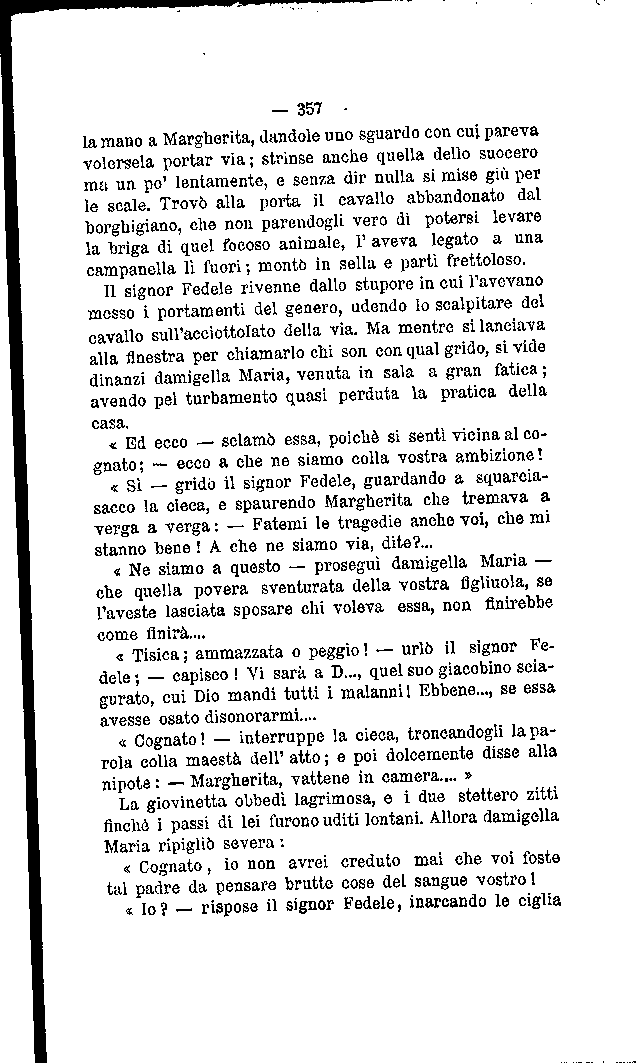 — 357 -
la mano a Margherita, dandole uno sguardo con cui pareva
volersela portar via; strinse anche quella dello suocero
ma un po' lentamente, e senza dir nulla si mise giù per
le scale. Trovò alla porta il cavallo abbandonato dal
borghigiano, che non parendogli vero di potersi levare
la briga di quel focoso animale, l'aveva legato a una
campanella lì fuori; montò in sella e partì frettoloso.
Il signor Fedele rivenne dallo stupore in cui l'avevano
messo i portamenti del genero, udendo lo scalpitare del
cavallo sull'acciottolato della via. Ma mentre si lanciava
alla finestra per chiamarlo chi son con qual grido, si vide
dinanzi damigella Maria, venuta in sala a gran fatica;
avendo pel turbamento quasi perduta la pratica della
casa.
« Ed ecco — sclamò essa, poichè si sentì vicina al co-
gnato; — ecco a che ne siamo colla vostra ambizione!
« Sì — gridò il signor Fedele, guardando a squarcia-
sacco la cieca, e spaurendo Margherita che tremava a
verga a verga: — Fatemi le tragedie anche voi, che mi
stanno bene! A che ne siamo via, dite?...
« Ne siamo a questo — proseguì damigella Maria —
che quella povera sventurata della vostra figliuola, se
l'aveste lasciata sposare chi voleva essa, non finirebbe
come finirà....
« Tisica; ammazzata o peggio! — urlò il signor Fe-
dele; — capisco! Vi sarà a D..., quel suo giacobino scia-
gurato, cui Dio mandi tutti i malanni! Ebbene..., se essa
avesse osato disonorarmi....
« Cognato! — interruppe la cieca, troncandogli la pa-
rola colla maestà dell'atto; e poi dolcemente disse alla
nipote: — Margherita, vattene in camera.... »
La giovinetta obbedì lagrimosa, e i due stettero zitti
finchè i passi di lei furono uditi lontani. Allora damigella
Maria ripigliò severa:
« Cognato, io non avrei creduto mai che voi foste
tal padre da pensare brutte cose del sangue vostro!
« Io? — rispose il signor Fedele, inarcando le ciglia